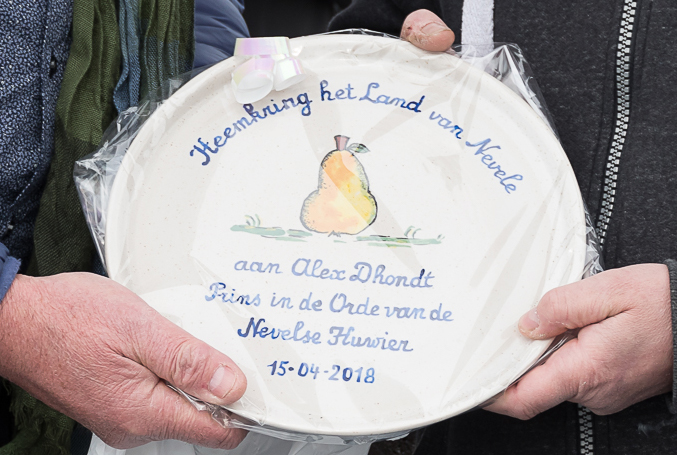 Heemkring het Land van Nevele
aan Alex Dhondt
Prins in de Orde van de
Nevelse Huwier
15-04-2018